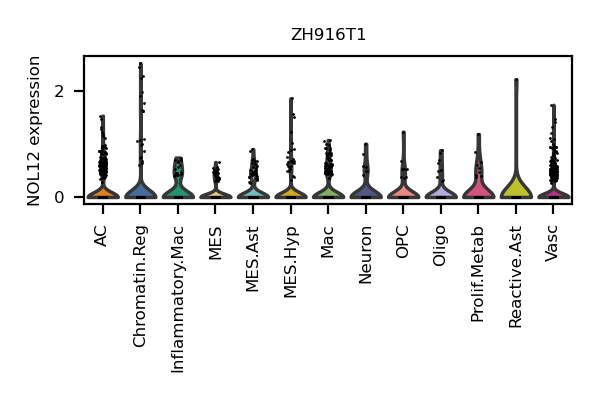 ZH916T1
NOL12 expression
2
0
AC
Chromatin.Reg
Inflammatory.Mac
MES
MES.Ast
MES.Hyp
Mac
Neuron
OPC
Oligo
Prolif.Metab
Reactive.Ast
Vasc